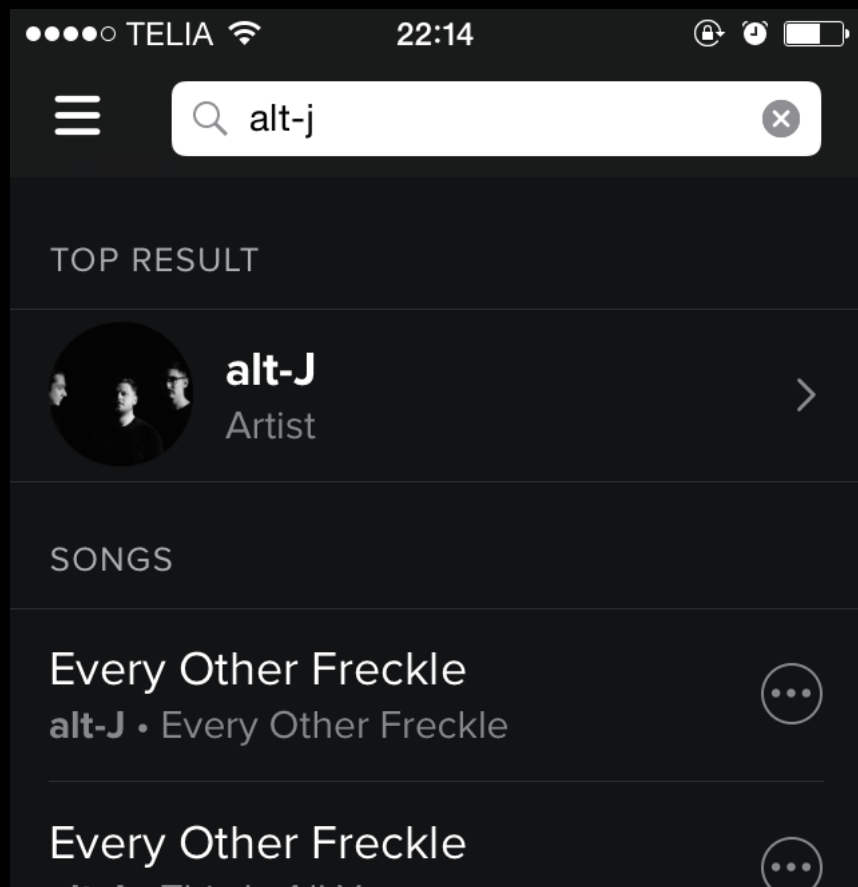 TELIA 22:14
alt-j
TOP RESULT
alt-J
Artist
SONGS
Every Other Freckle
alt-J • Every Other Freckle
Every Other Freckle